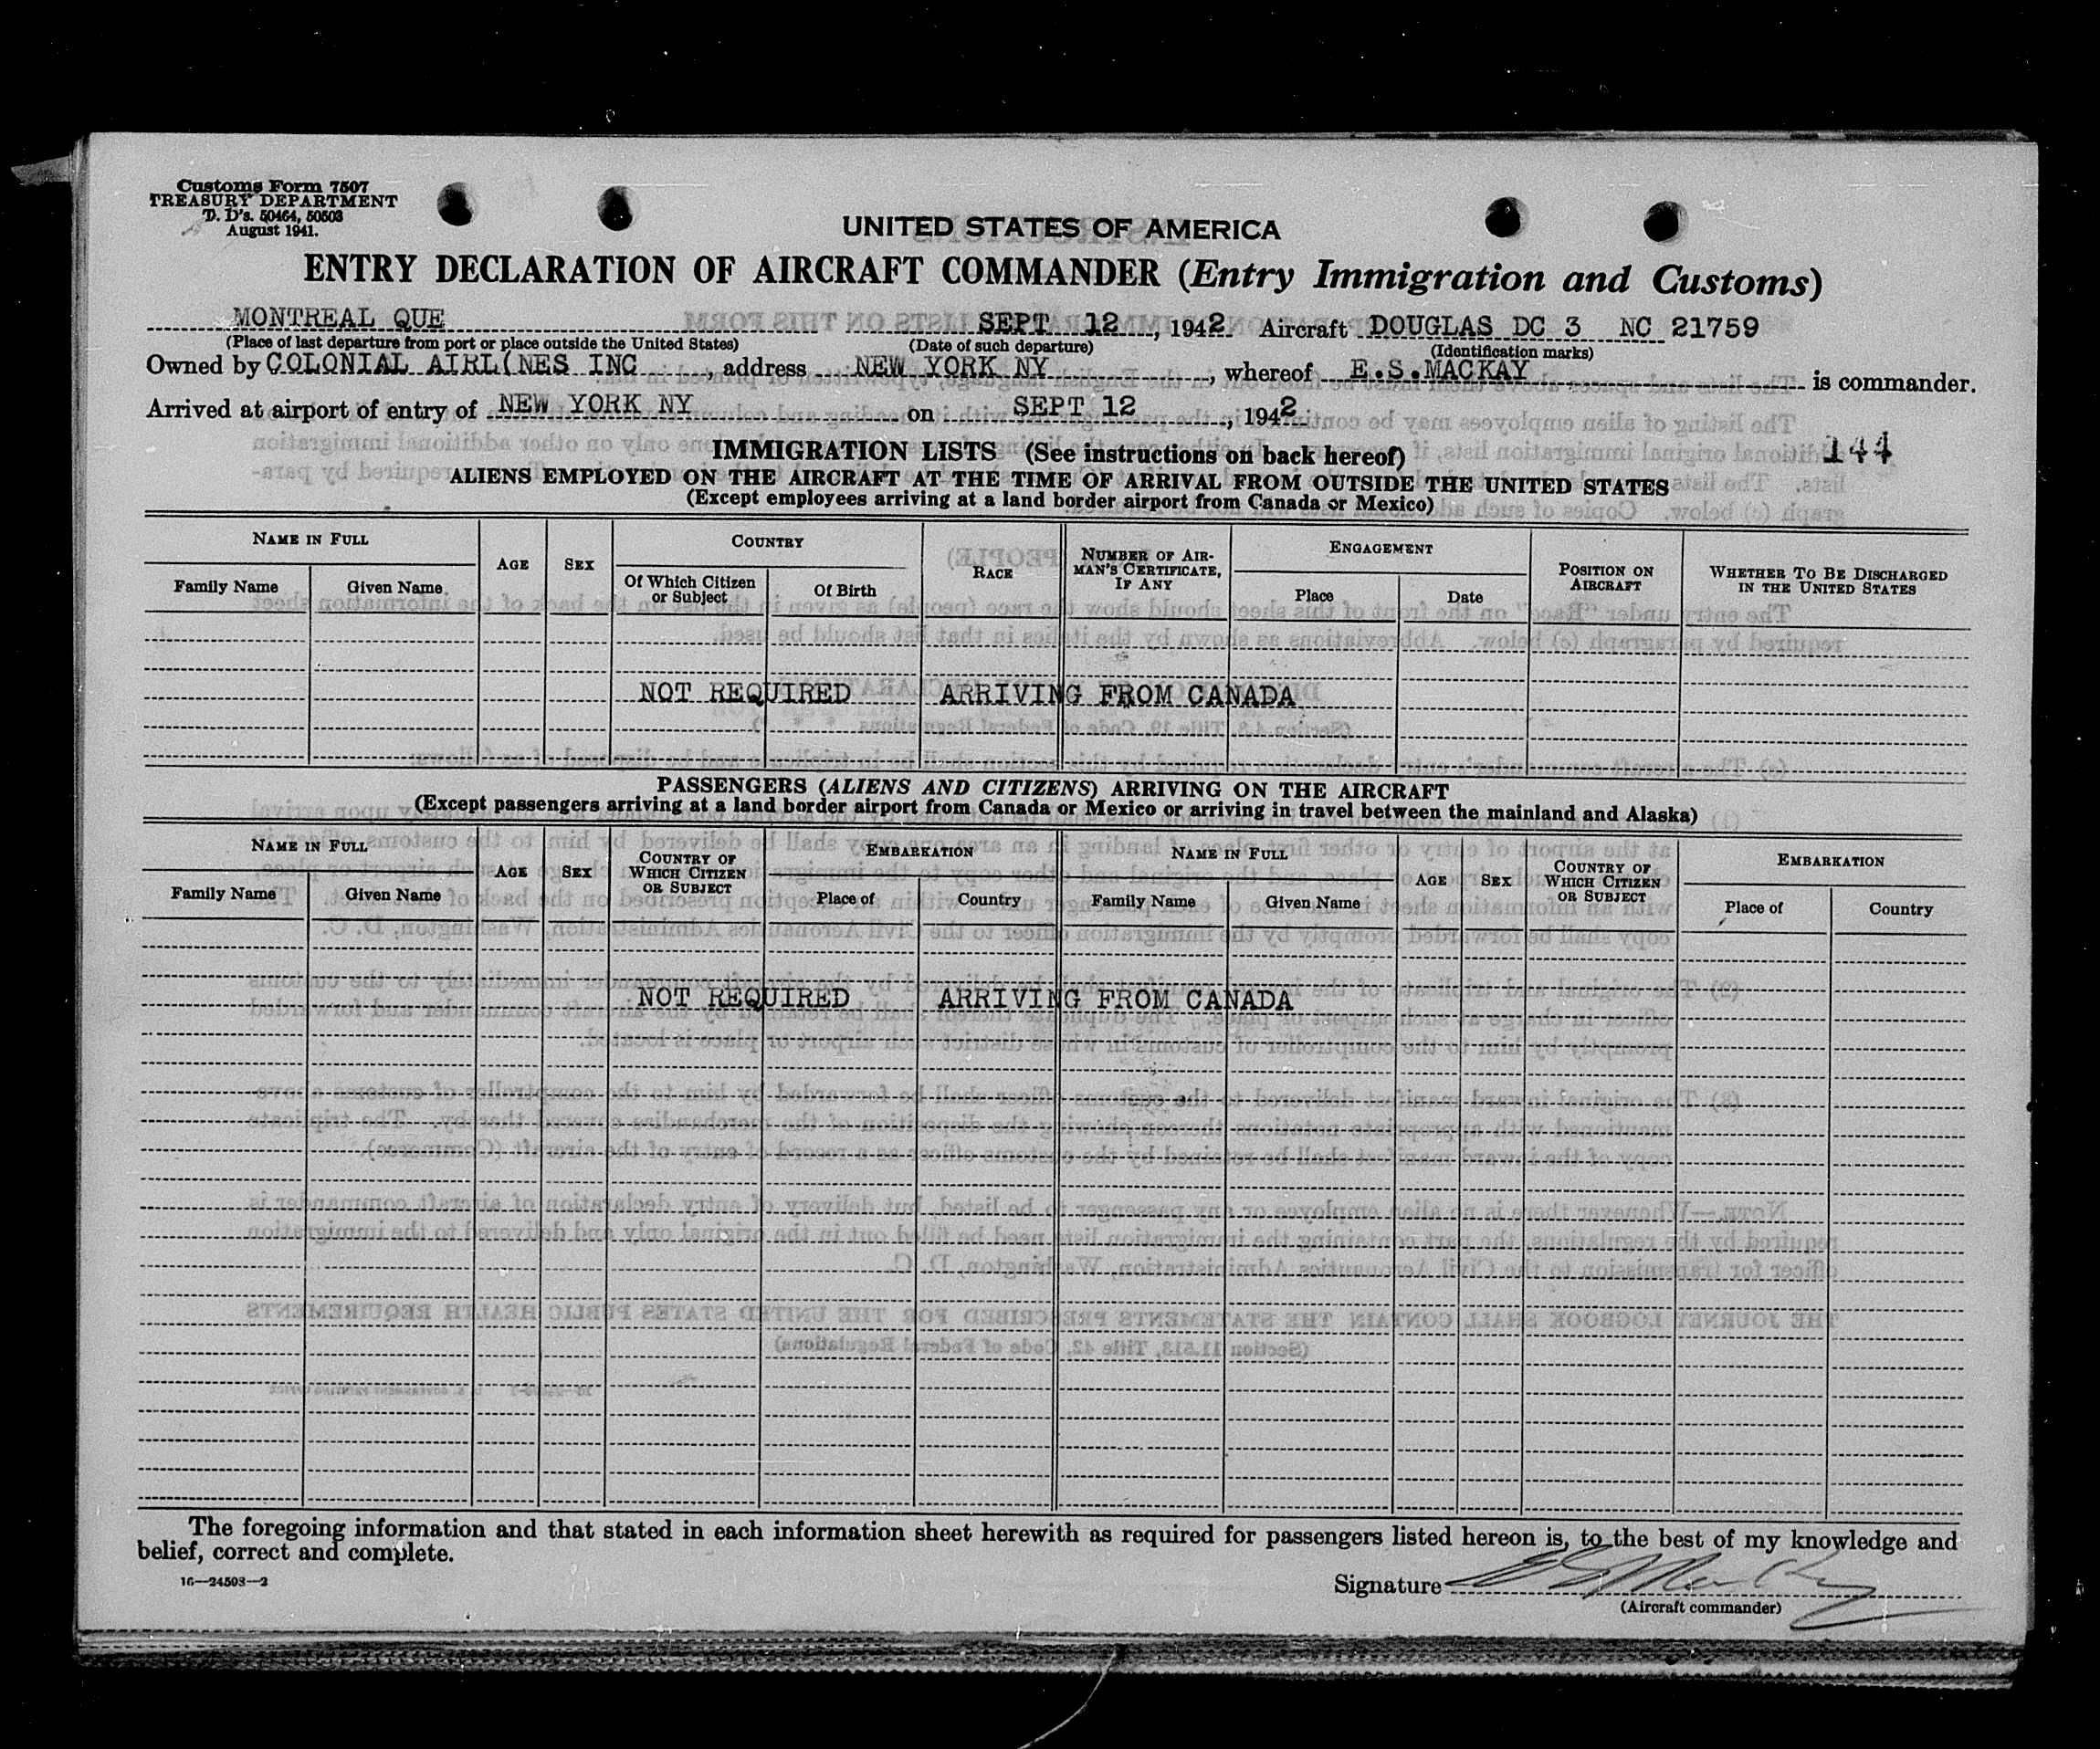 Customs Form 7507
TREASURY DEPARTMENT
T. D's. 50464, 50503
August 1941.
UNITED STATES OF AMERICA
ENTRY DECLARATION OF AIRCRAFT COMMANDER (Entry Immigration and Customs)
MONTREAL QUE SEPT 12, 1942 Aircraft DOUGLAS DC 3 NC 21759
(Place of last departure from port or place outside the United States) (Date of such departure) (Identification marks)
Owned by COLONIAL AIRL(NES INC, address NEW YORK NY, whereof E.S.MACKAY is commander.
Arrived at airport of entry of NEW YORK NY on SEPT 12, 1942
IMMIGRATION LISTS (See instructions on back hereof) 144
ALIENS EMPLOYED ON THE AIRCRAFT AT THE TIME OF ARRIVAL FROM OUTSIDE THE UNITED STATES
(Except employees arriving at a land border airport from Canada or Mexico)
NAME IN FULL AGE SEX COUNTRY RACE NUMBER OF AIR-MAN'S CERTIFICATE, IF ANY ENGAGEMENT POSITION ON AIRCRAFT WHETHER TO BE DISCHARGED IN THE UNITED STATES
Family Name Given Name Of Which Citizen or Subject Of Birth Place Date
NOT REQUIRED ARRIVING FROM CANADA
PASSENGERS (ALIENS AND CITIZENS) ARRIVING ON THE AIRCRAFT
(Except passengers arriving at a land border airport from Canada or Mexico or arriving in travel between the mainland and Alaska)
NAME IN FULL AGE SEX COUNTRY OF WHICH CITIZEN OR SUBJECT EMBARKATION NAME IN FULL AGE SEX COUNTRY OF WHICH CITIZEN OR SUBJECT EMBARKATION
Family Name Given Name Place of Country Family Name Given Name Place of Country
NOT REQUIRED ARRIVING FROM CANADA
The foregoing information and that stated in each information sheet herewith as required for passengers listed hereon is, to the best of my knowledge and
belief, correct and complete.
16—24503—2
Signature E S MacKay
(Aircraft commander)